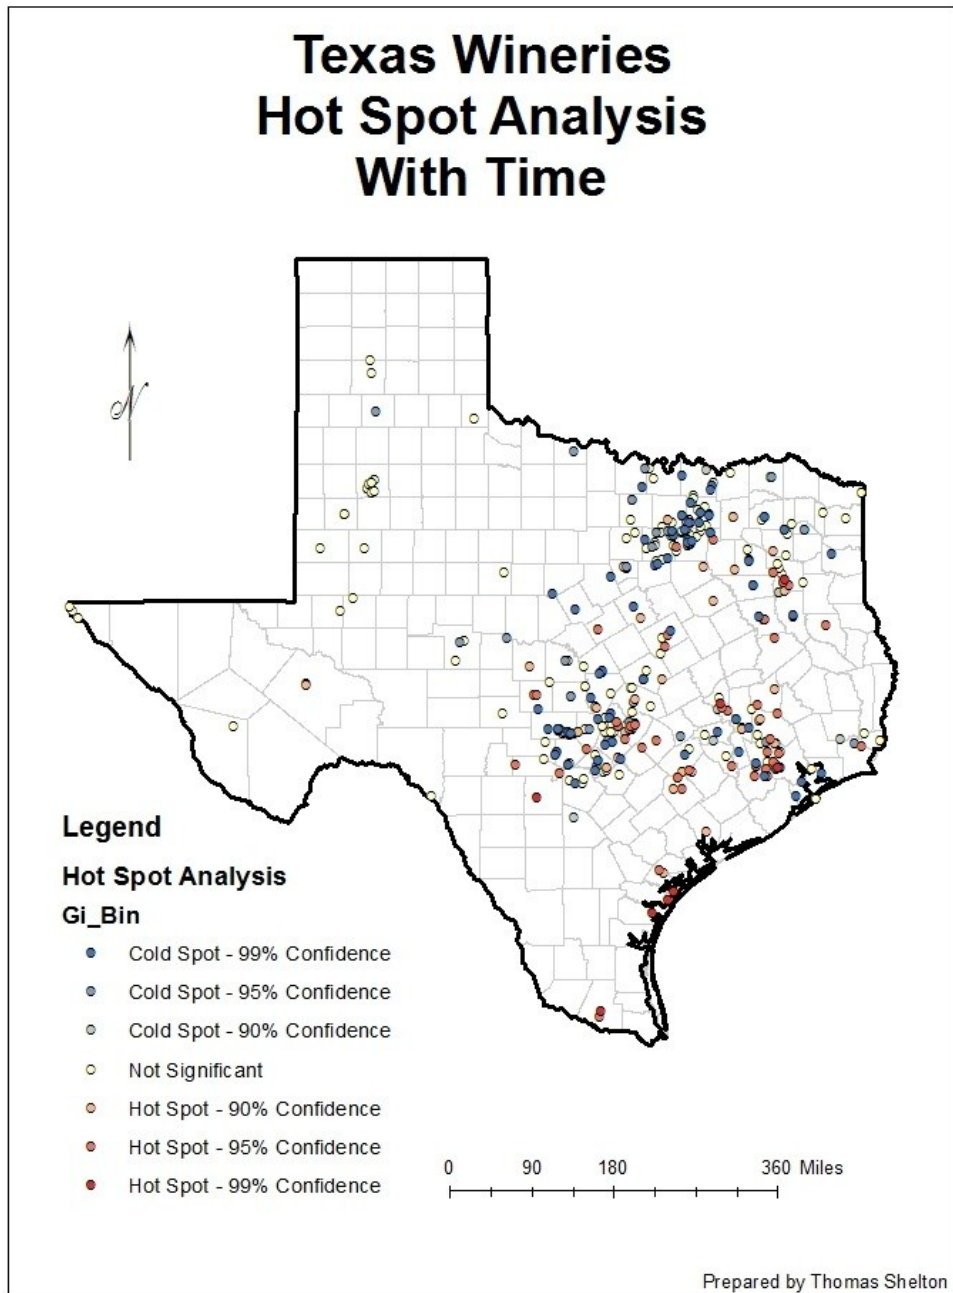 Texas Wineries
Hot Spot Analysis
With Time
N
Legend
Hot Spot Analysis
Gi_Bin
Cold Spot - 99% Confidence
Cold Spot - 95% Confidence
Cold Spot - 90% Confidence
Not Significant
Hot Spot - 90% Confidence
Hot Spot - 95% Confidence
Hot Spot - 99% Confidence
0 90 180 360 Miles
Prepared by Thomas Shelton